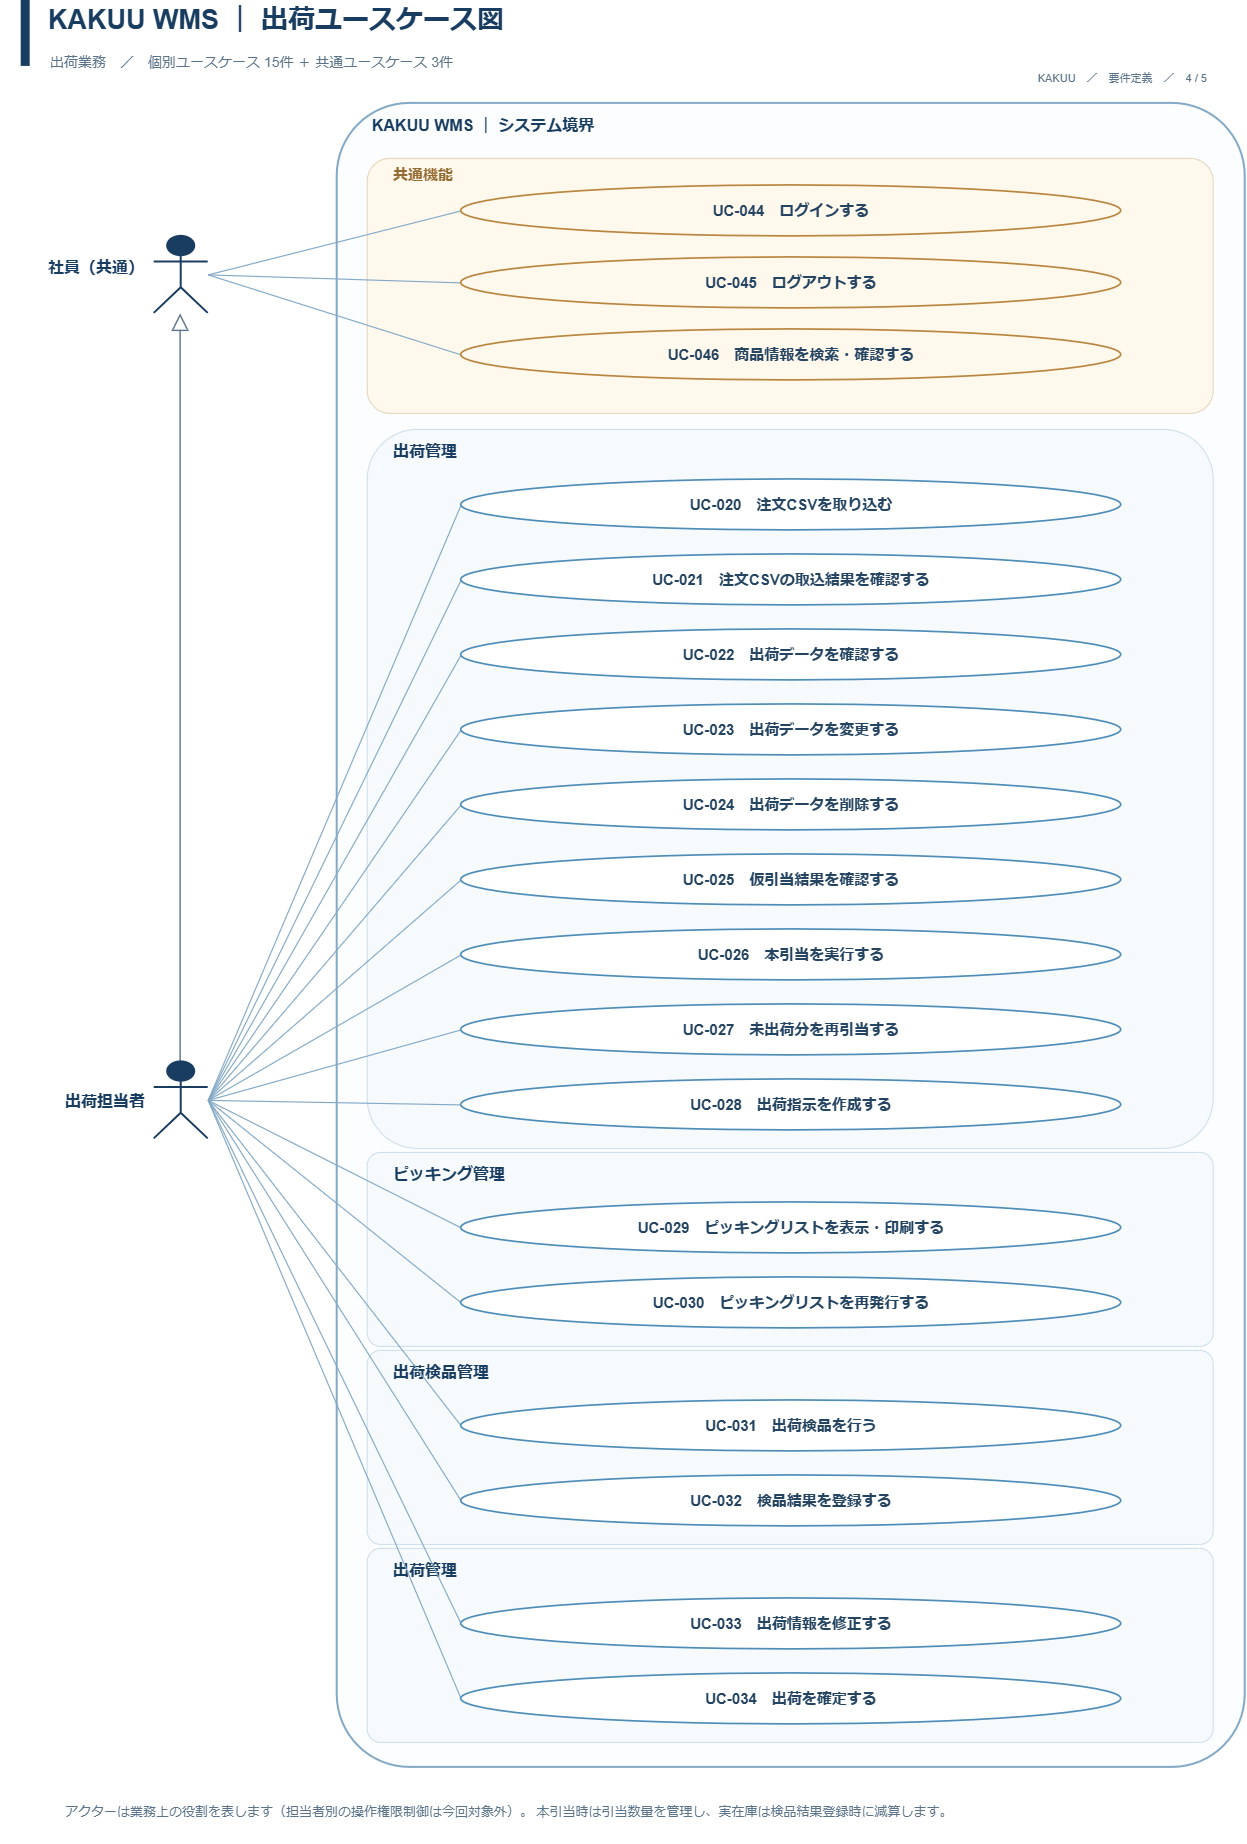 KAKUU WMS ｜ 出荷ユースケース図
出荷業務 ／ 個別ユースケース 15件 ＋ 共通ユースケース 3件
KAKUU ／ 要件定義 ／ 4 / 5
KAKUU WMS ｜ システム境界
共通機能
UC-044 ログインする
社員（共通）
UC-045 ログアウトする
UC-046 商品情報を検索・確認する
出荷管理
UC-020 注文CSVを取り込む
UC-021 注文CSVの取込結果を確認する
UC-022 出荷データを確認する
UC-023 出荷データを変更する
UC-024 出荷データを削除する
UC-025 仮引当結果を確認する
UC-026 本引当を実行する
UC-027 未出荷分を再引当する
出荷担当者
UC-028 出荷指示を作成する
ピッキング管理
UC-029 ピッキングリストを表示・印刷する
UC-030 ピッキングリストを再発行する
出荷検品管理
UC-031 出荷検品を行う
UC-032 検品結果を登録する
出荷管理
UC-033 出荷情報を修正する
UC-034 出荷を確定する
アクターは業務上の役割を表します（担当者別の操作権限制御は今回対象外）。 本引当時は引当数量を管理し、実在庫は検品結果登録時に減算します。